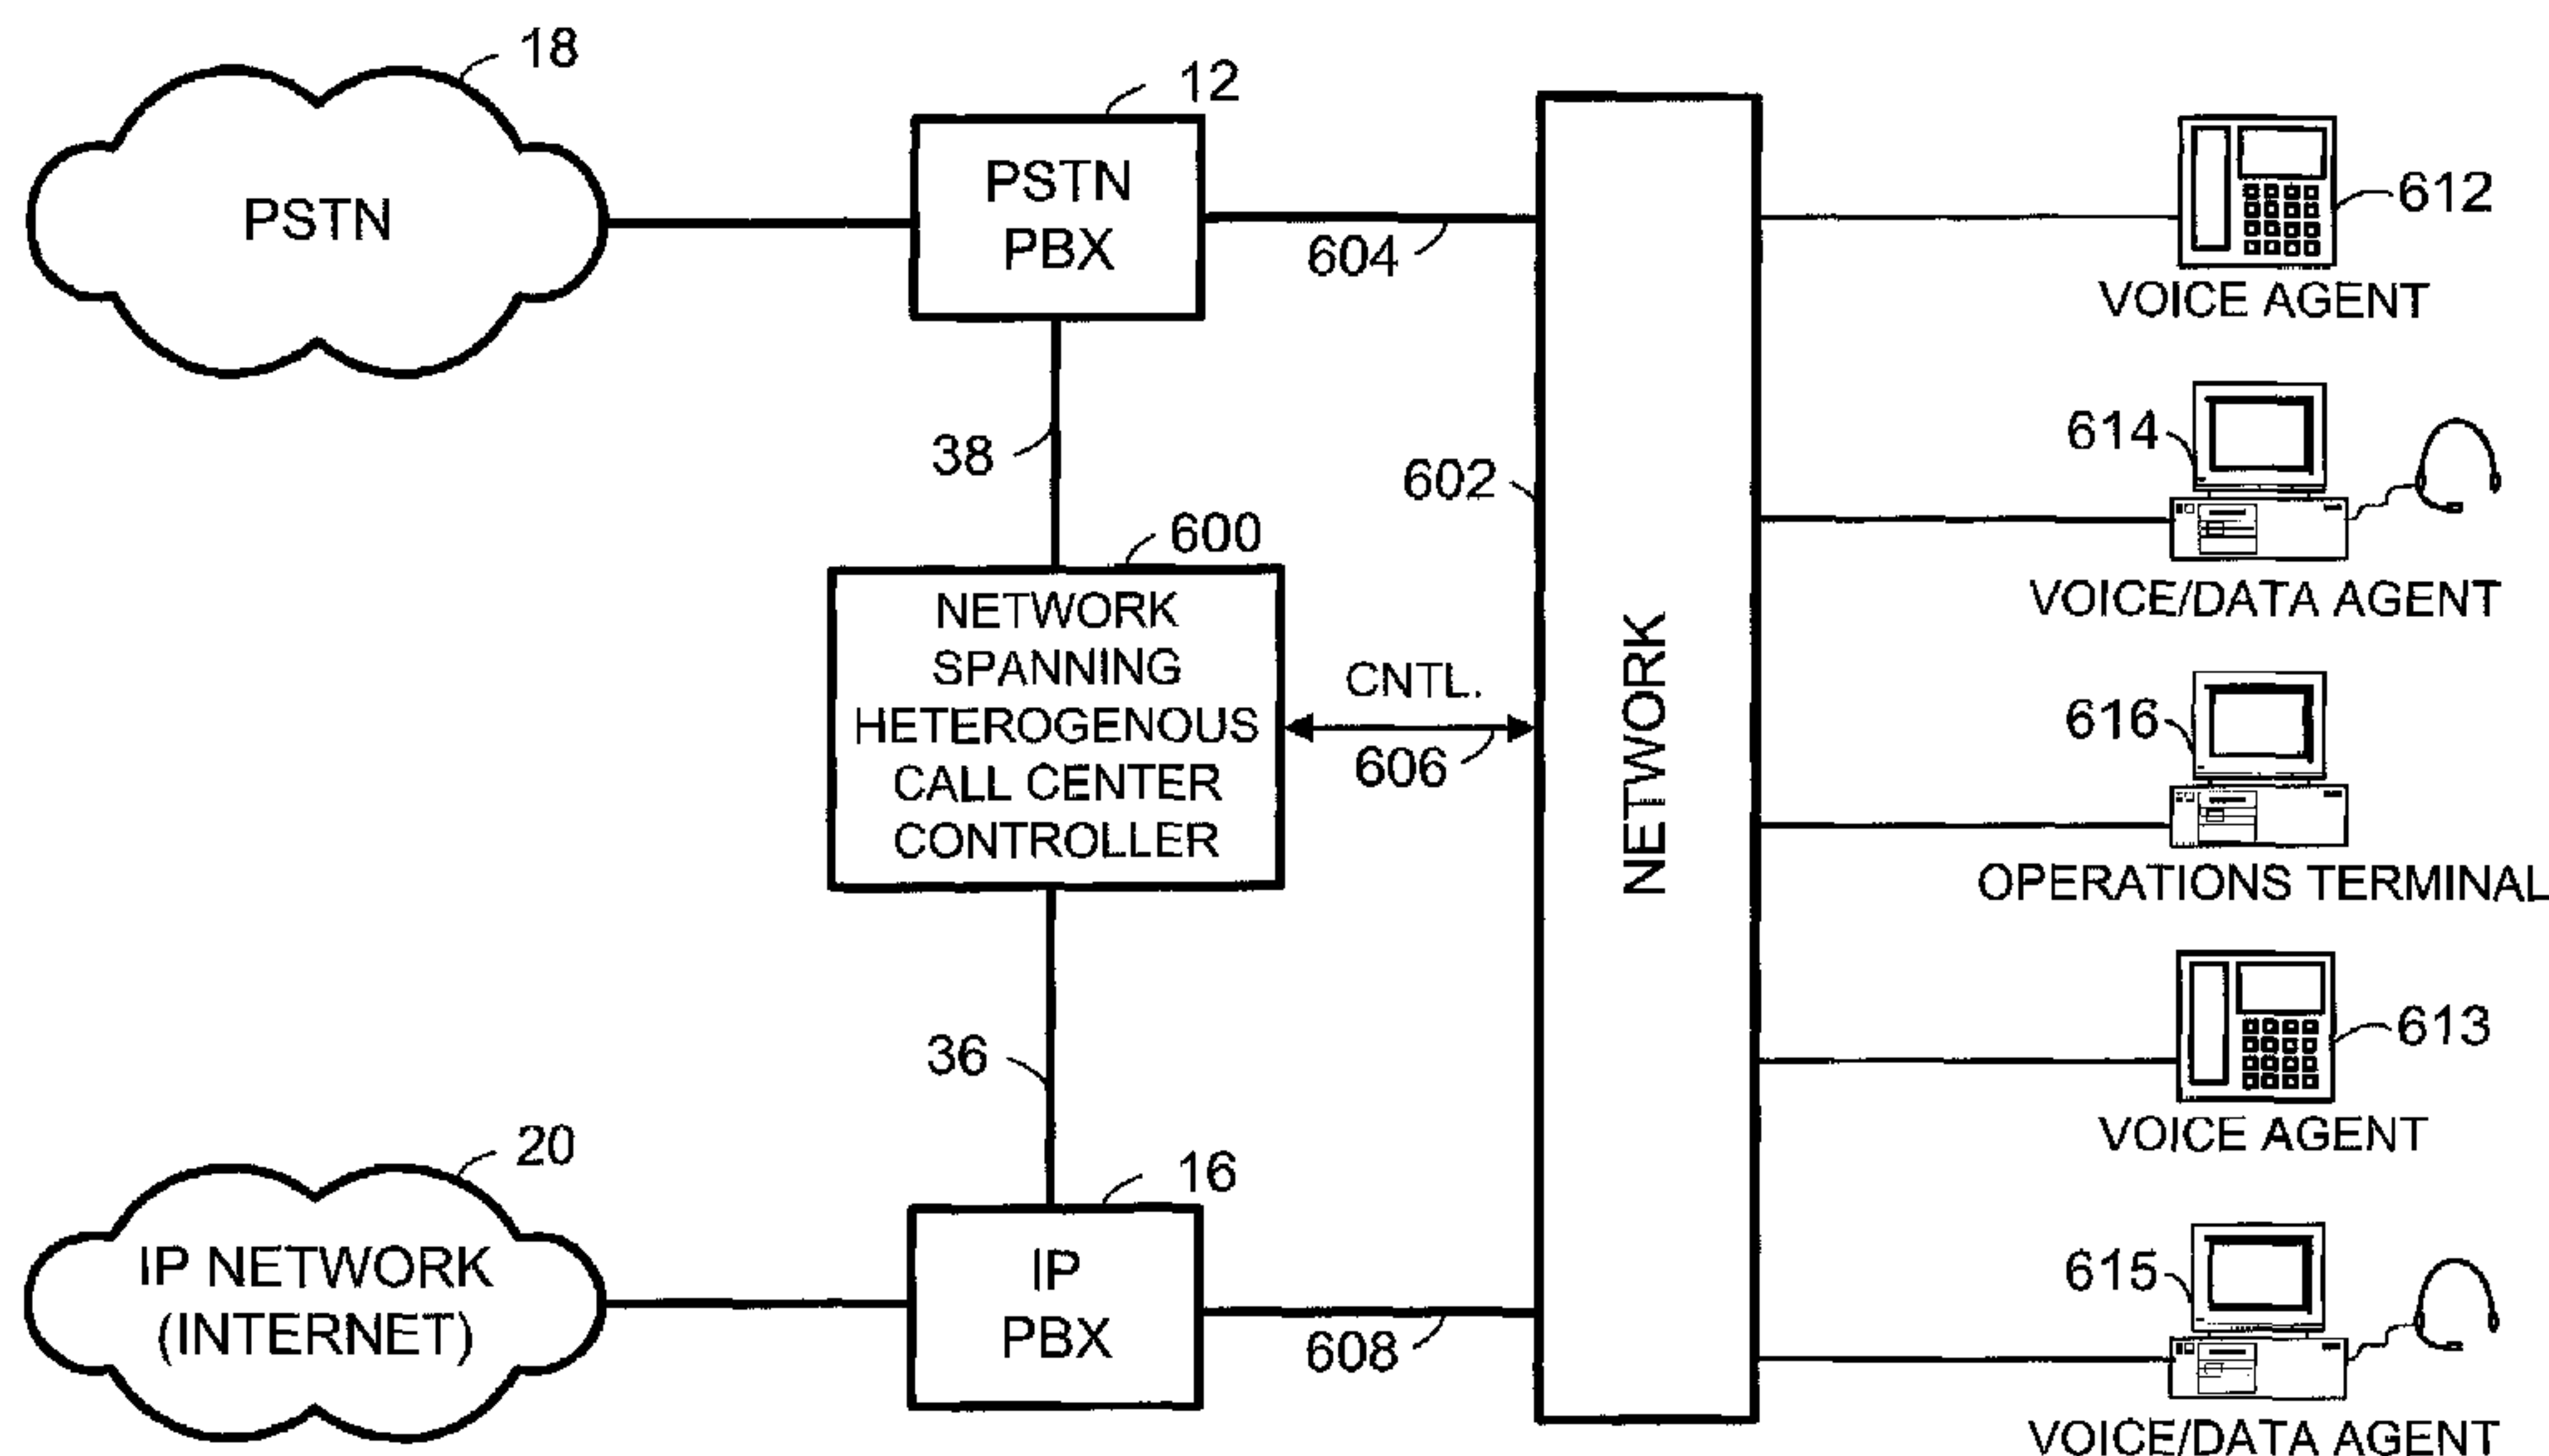 18
PSTN
12
PSTN
PBX
604
38
600
NETWORK
SPANNING
HETEROGENOUS
CALL CENTER
CONTROLLER
CNTL.
606
602
NETWORK
36
20
IP NETWORK
(INTERNET)
16
IP
PBX
608
612
VOICE AGENT
614
VOICE/DATA AGENT
616
OPERATIONS TERMINAL
613
VOICE AGENT
615
VOICE/DATA AGENT